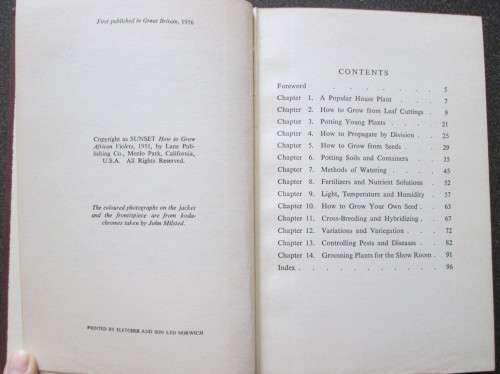 First published in Great Britain, 1956
Copyright as SUNSET How to Grow
African Violets, 1951, by Lane Pub-
lishing Co., Menlo Park, California,
U.S.A. All Rights Reserved.
The coloured photographs on the jacket
and the frontispiece are from koda-
chromes taken by John Milsted.
PRINTED BY FLETCHER AND SON LTD NORWICH
CONTENTS
Foreword . . . . . . . . 5
Chapter 1. A Popular House Plant . . . . 7
Chapter 2. How to Grow from Leaf Cuttings . . 9
Chapter 3. Potting Young Plants . . . . . 21
Chapter 4. How to Propagate by Division . . . 25
Chapter 5. How to Grow from Seeds . . . . 29
Chapter 6. Potting Soils and Containers . . . 35
Chapter 7. Methods of Watering . . . . . 45
Chapter 8. Fertilizers and Nutrient Solutions . . 52
Chapter 9. Light, Temperature and Humidity . . 57
Chapter 10. How to Grow Your Own Seed . . . 63
Chapter 11. Cross-Breeding and Hybridizing . . . 67
Chapter 12. Variations and Variegation . . . . 72
Chapter 13. Controlling Pests and Diseases . . . 82
Chapter 14. Grooming Plants for the Show Room . 91
Index . . . . . . . . . 96